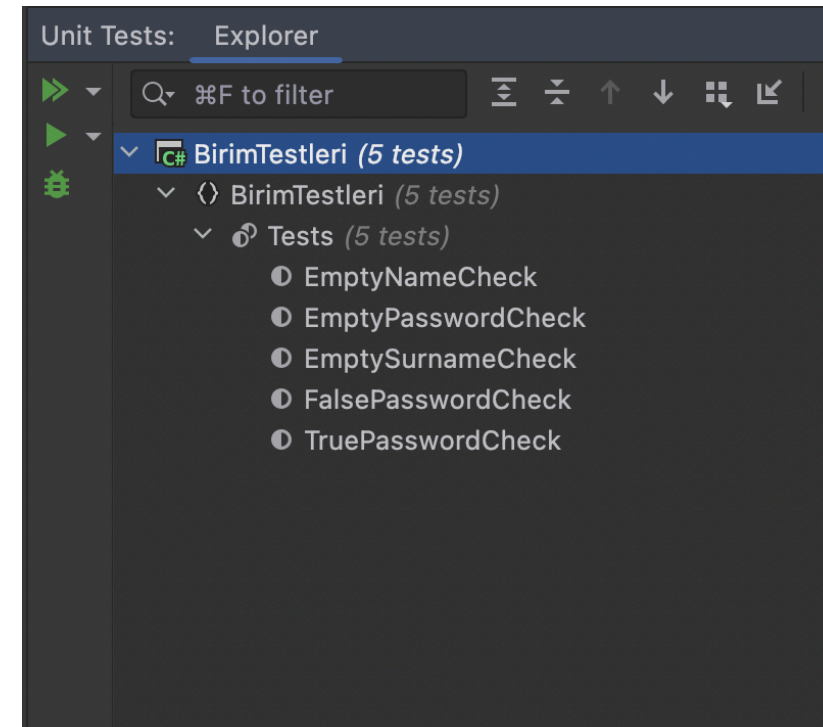 Unit Tests: Explorer
⌘F to filter
C# BirimTestleri (5 tests)
BirimTestleri (5 tests)
Tests (5 tests)
EmptyNameCheck
EmptyPasswordCheck
EmptySurnameCheck
FalsePasswordCheck
TruePasswordCheck